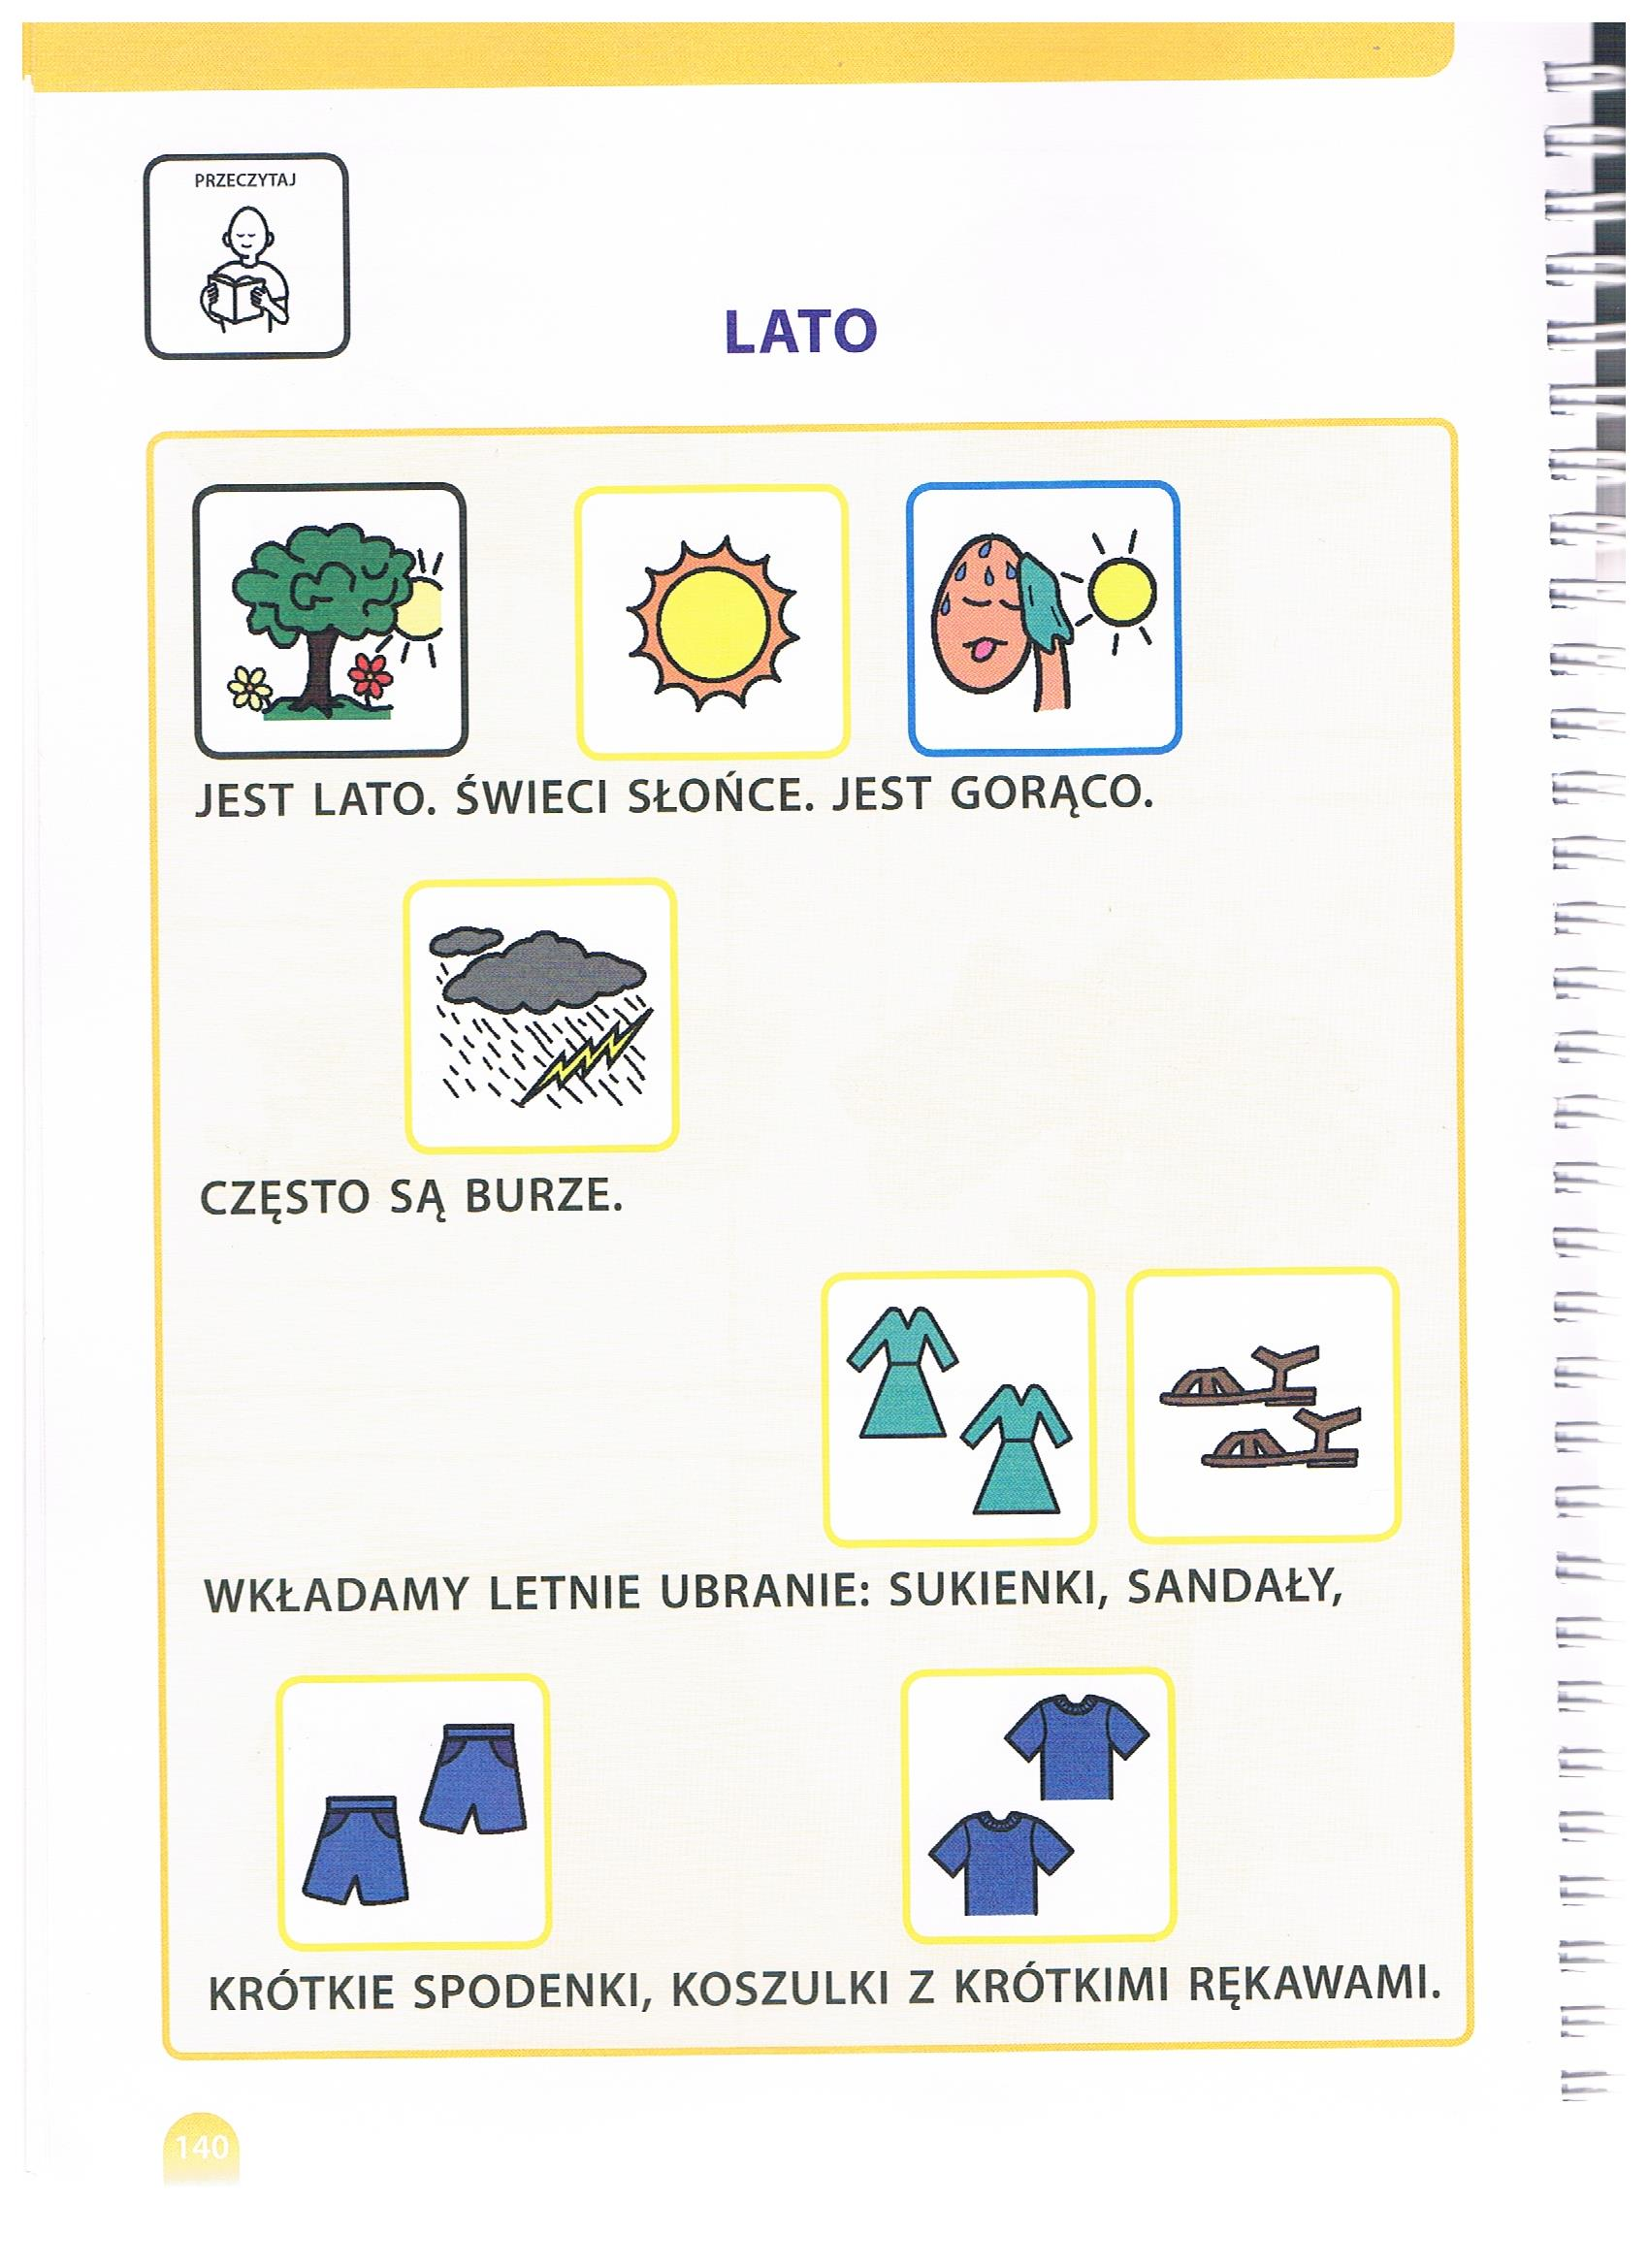 PRZECZYTAJ
LATO
JEST LATO. ŚWIECI SŁOŃCE. JEST GORĄCO.
CZĘSTO SĄ BURZE.
WKŁADAMY LETNIE UBRANIE: SUKIENKI, SANDAŁY,
KRÓTKIE SPODENKI, KOSZULKI Z KRÓTKIMI RĘKAWAMI.
140